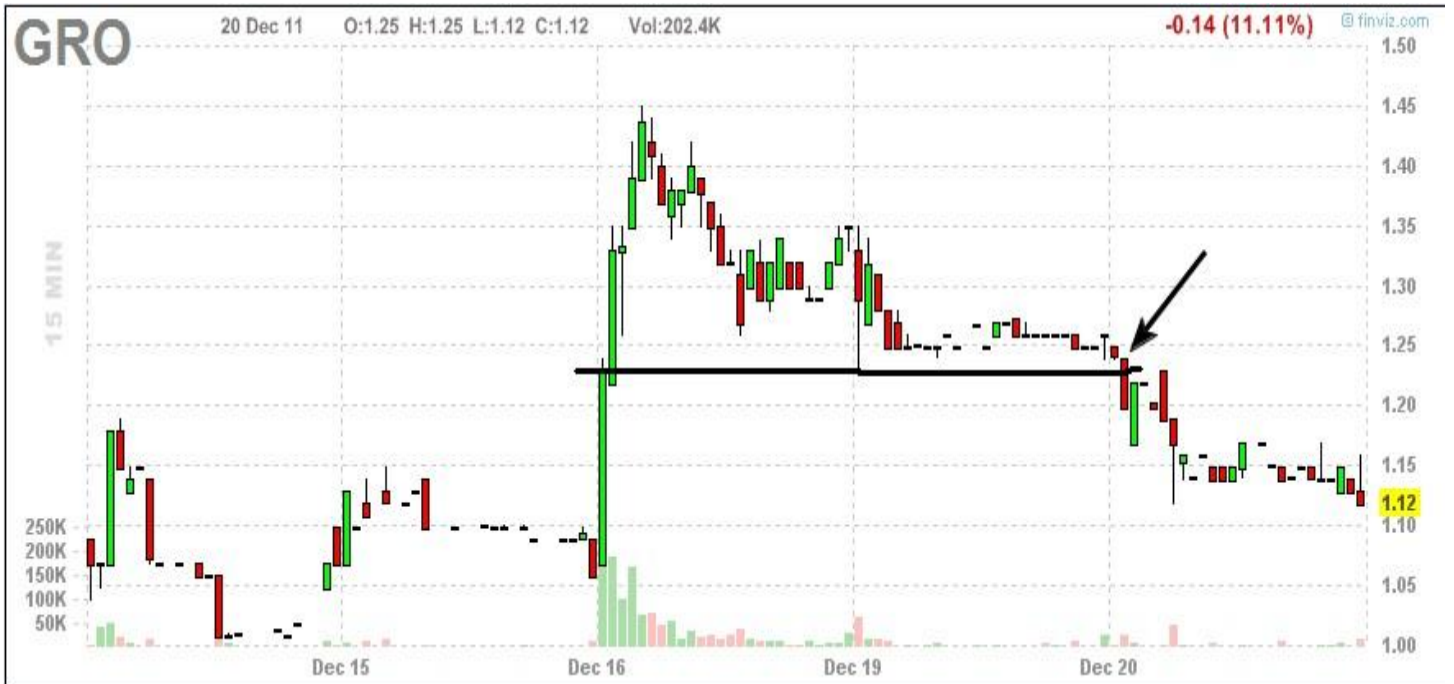 GRO
20 Dec 11 O:1.25 H:1.25 L:1.12 C:1.12 Vol:202.4K
-0.14 (11.11%)
© finviz.com
1.50
1.45
1.40
1.35
1.30
1.25
1.20
1.15
1.12
1.10
1.05
1.00
15 MIN
250K
200K
150K
100K
50K
Dec 15 Dec 16 Dec 19 Dec 20